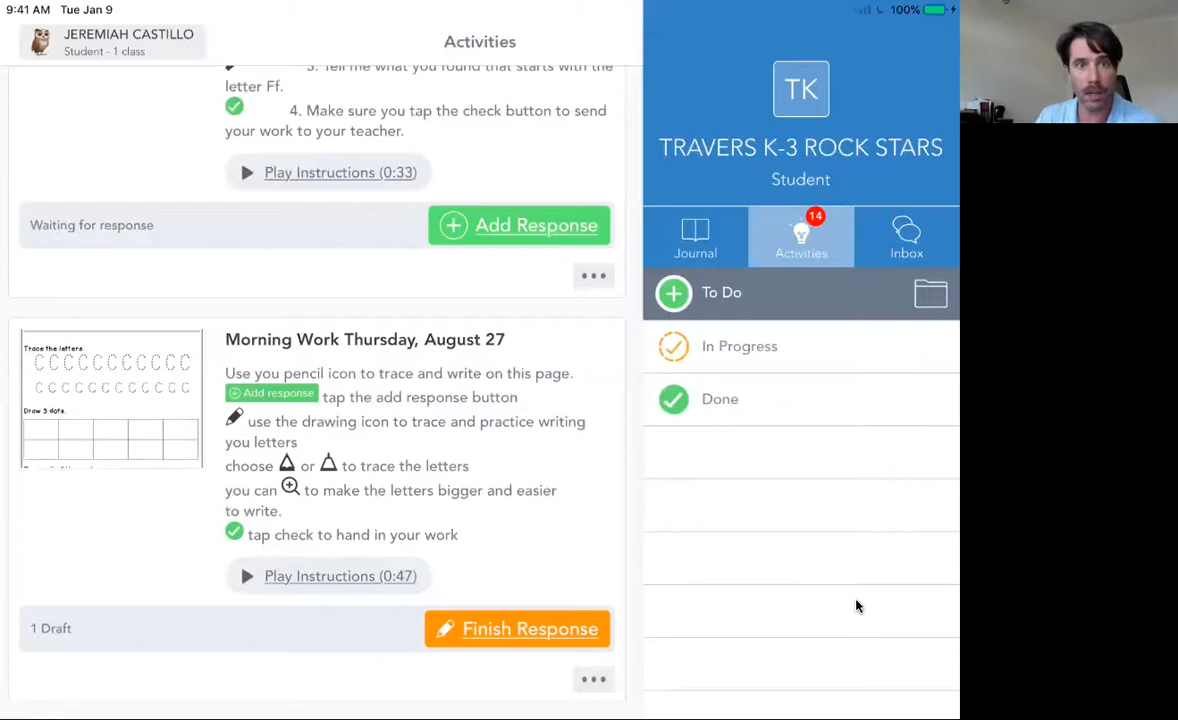 9:41 AM Tue Jan 9
100%
JEREMIAH CASTILLO
Student - 1 class
Activities
3. Tell me what you found that starts with the
letter Ff.
4. Make sure you tap the check button to send
your work to your teacher.
Play Instructions (0:33)
Waiting for response
Add Response
Morning Work Thursday, August 27
Use you pencil icon to trace and write on this page.
Add response tap the add response button
use the drawing icon to trace and practice writing
you letters
choose or to trace the letters
you can to make the letters bigger and easier
to write.
tap check to hand in your work
Play Instructions (0:47)
1 Draft
Finish Response
Trace the letters.
C C C C C C C C C C C
C C C C C C C C C C C C
Draw 3 dots.
TK
TRAVERS K-3 ROCK STARS
Student
Journal
14
Activities
Inbox
To Do
In Progress
Done